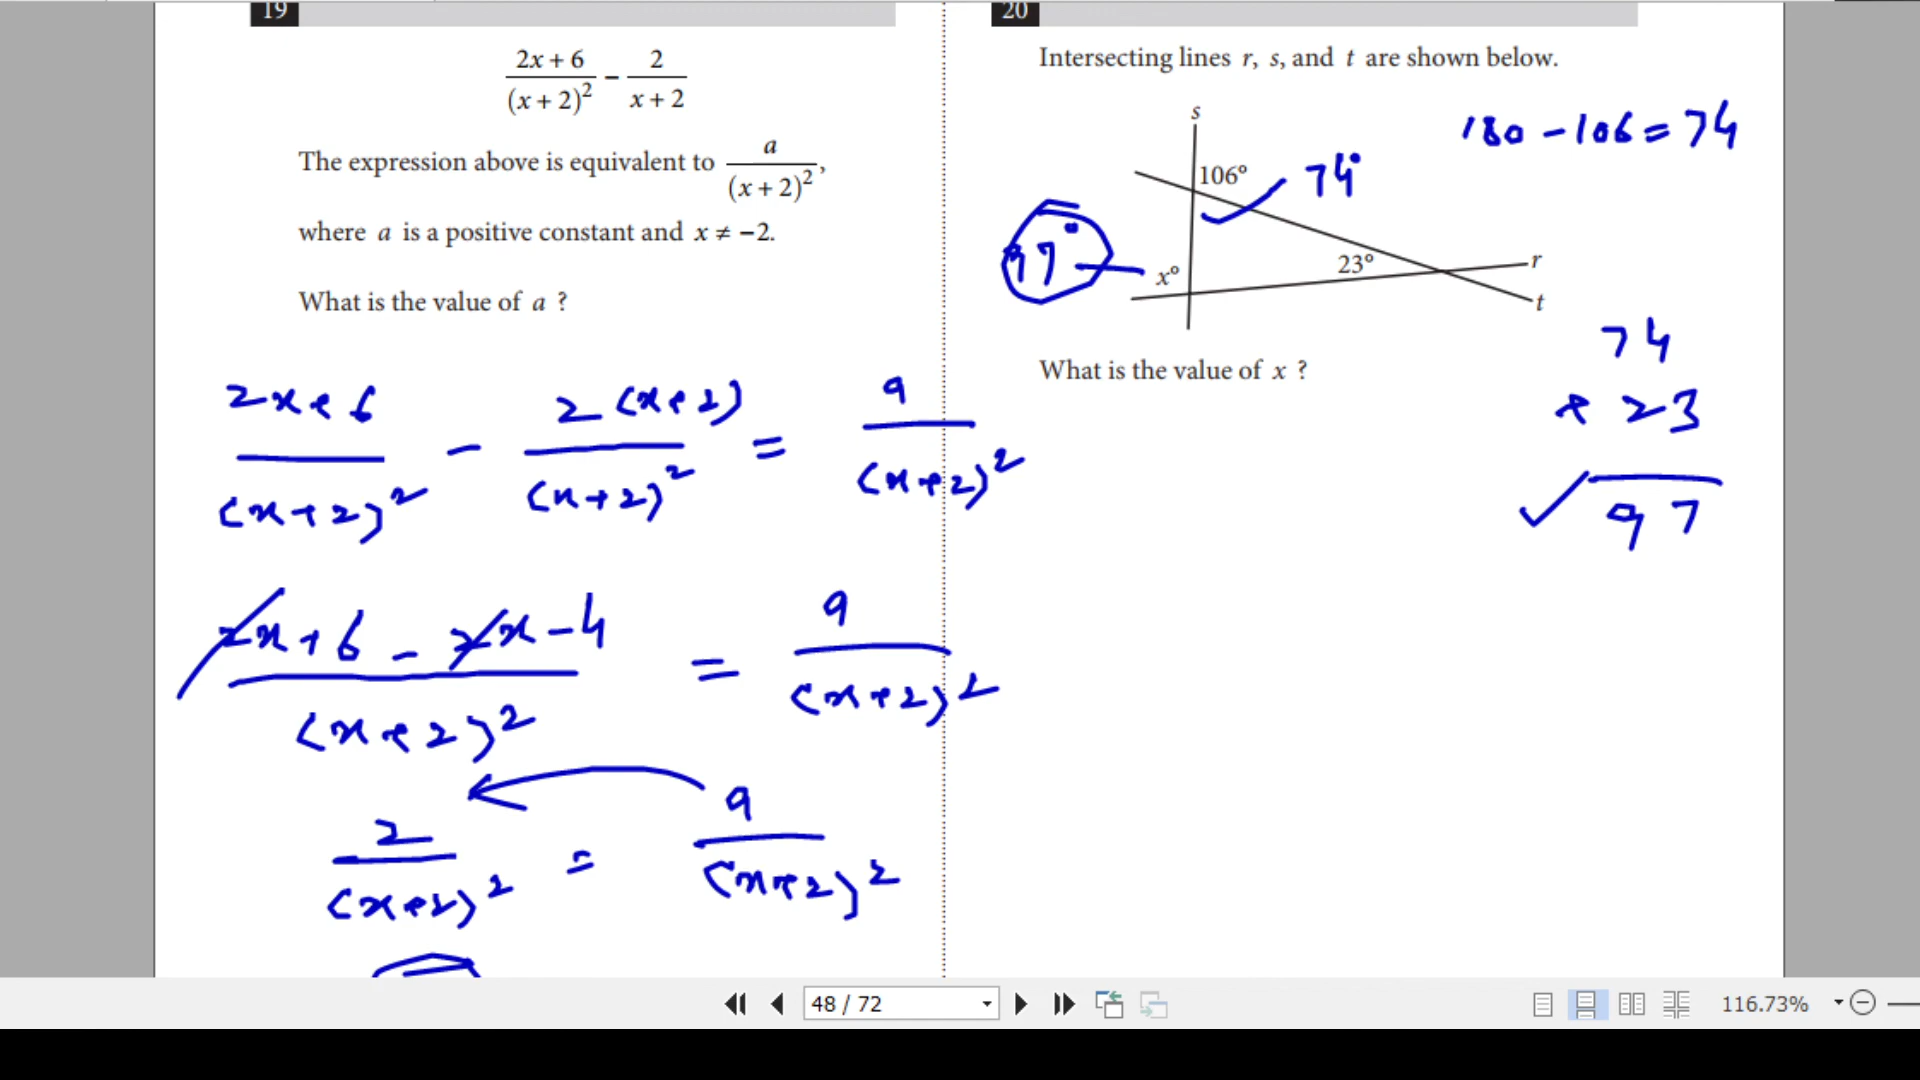 19
2x + 6 / (x + 2)² − 2 / x + 2
The expression above is equivalent to a / (x + 2)²,
where a is a positive constant and x ≠ −2.
What is the value of a ?
2x+6 / (x+2)² − 2(x+2) / (x+2)² = a / (x+2)²
2x+6 − 2x−4 / (x+2)² = a / (x+2)²
2 / (x+2)² = a / (x+2)²
20
Intersecting lines r, s, and t are shown below.
180 − 106 = 74
s
106°
74°
97°
x°
23°
r
t
What is the value of x ?
74
+ 23
97
48 / 72
116.73%